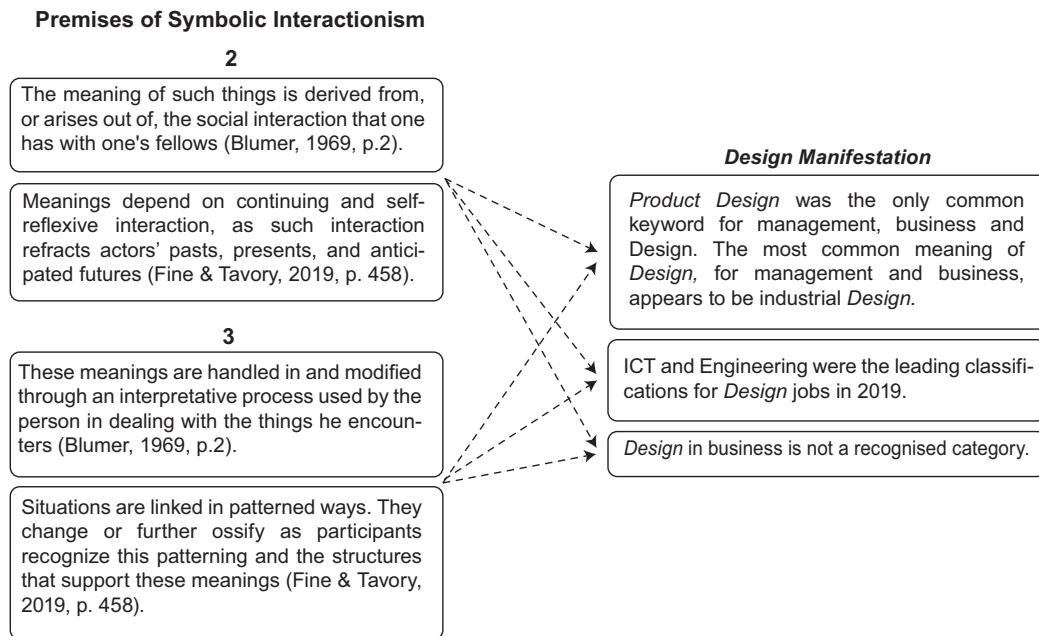 Premises of Symbolic Interactionism
2
The meaning of such things is derived from,
or arises out of, the social interaction that one
has with one's fellows (Blumer, 1969, p.2).
Meanings depend on continuing and self-
reflexive interaction, as such interaction
refracts actors’ pasts, presents, and antici-
pated futures (Fine & Tavory, 2019, p. 458).
3
These meanings are handled in and modified
through an interpretative process used by the
person in dealing with the things he encoun-
ters (Blumer, 1969, p.2).
Situations are linked in patterned ways. They
change or further ossify as participants
recognize this patterning and the structures
that support these meanings (Fine & Tavory,
2019, p. 458).
Design Manifestation
Product Design was the only common
keyword for management, business and
Design. The most common meaning of
Design, for management and business,
appears to be industrial Design.
ICT and Engineering were the leading classifi-
cations for Design jobs in 2019.
Design in business is not a recognised category.